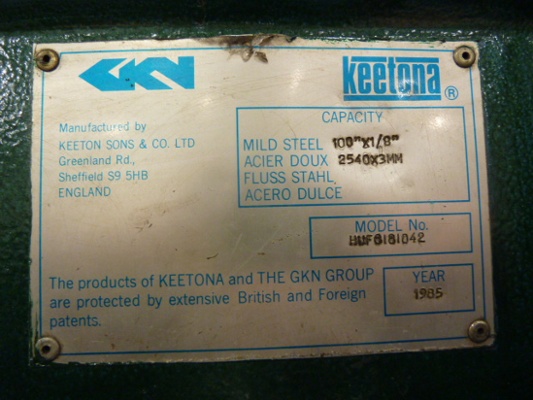 GKN
keetona ®
Manufactured by
KEETON SONS & CO. LTD
Greenland Rd.,
Sheffield S9 5HB
ENGLAND
CAPACITY
MILD STEEL 100"X1/8"
ACIER DOUX 2540X3MM
FLUSS STAHL
ACERO DULCE
MODEL No.
The products of KEETONA and THE GKN GROUP
are protected by extensive British and Foreign
patents.
YEAR
1985